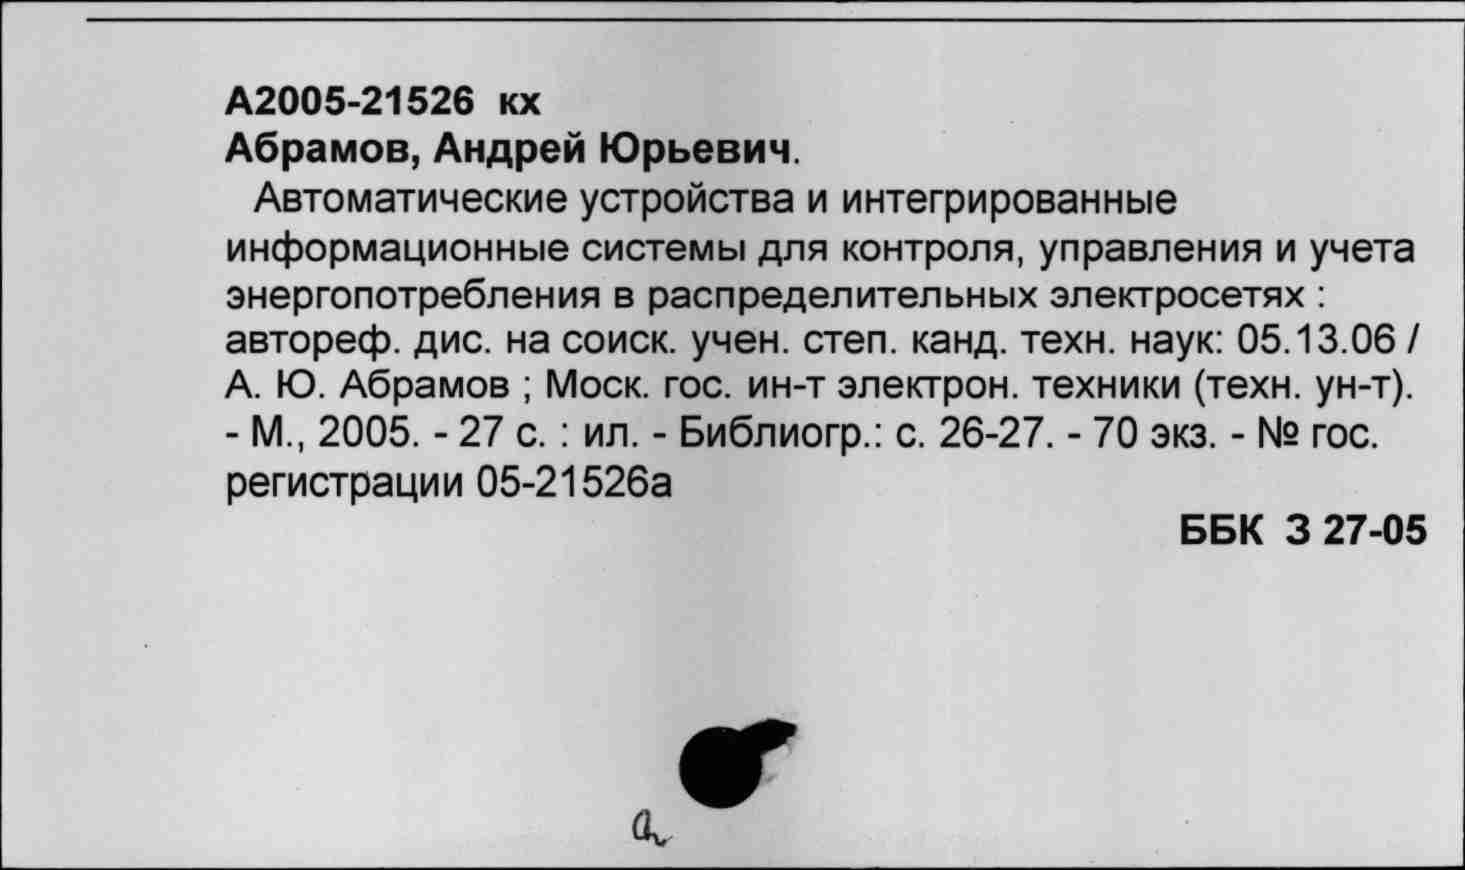 А2005-21526 кх
Абрамов, Андрей Юрьевич.
Автоматические устройства и интегрированные
информационные системы для контроля, управления и учета
энергопотребления в распределительных электросетях :
автореф. дис. на соиск. учен. степ. канд. техн. наук: 05.13.06 /
А. Ю. Абрамов ; Моск. гос. ин-т электрон. техники (техн. ун-т).
- М., 2005. - 27 с. : ил. - Библиогр.: с. 26-27. - 70 экз. - № гос.
регистрации 05-21526а
ББК З 27-05